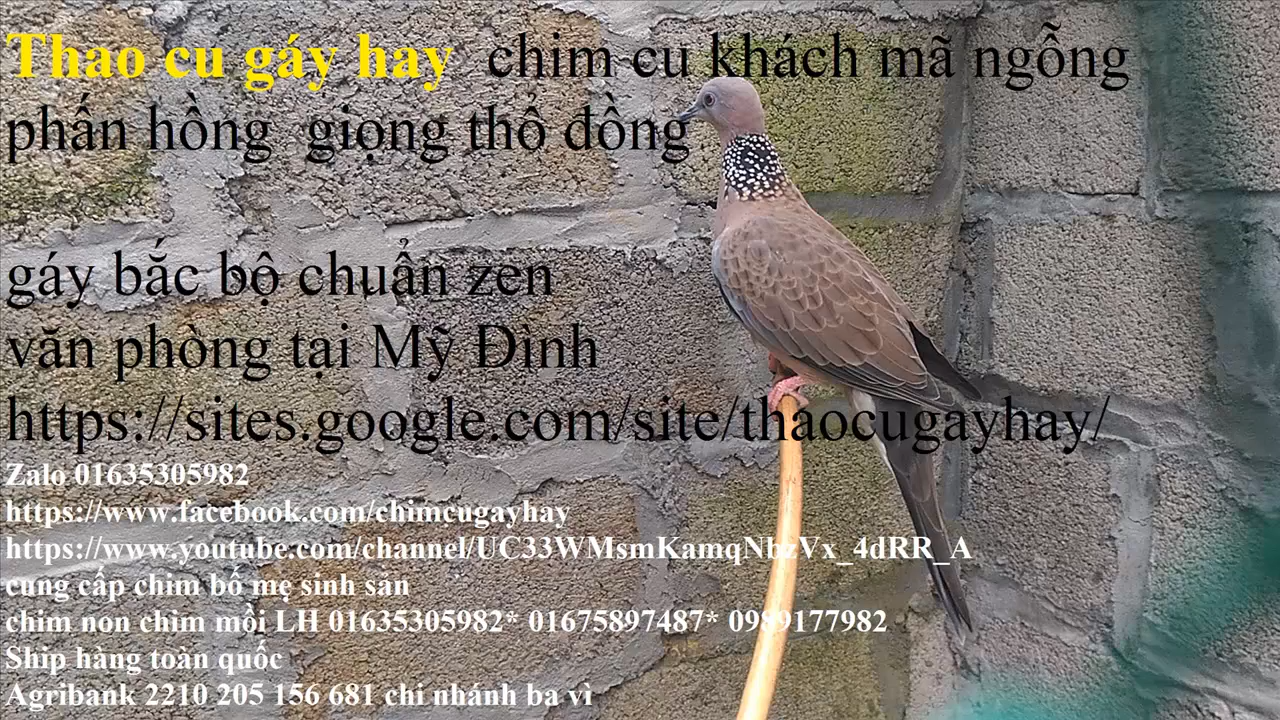 Thao cu gáy hay chim cu khách mã ngỗng
phấn hồng giọng thổ đồng
gáy bắc bộ chuẩn zen
văn phòng tại Mỹ Đình
https://sites.google.com/site/thaocugayhay/
Zalo 01635305982
https://www.facebook.com/chimcugayhay
https://www.youtube.com/channel/UC33WMsmKamqNbzVx_4dRR_A
cung cấp chim bố mẹ sinh sản
chim non chim mồi LH 01635305982* 01675897487* 0989177982
Ship hàng toàn quốc
Agribank 2210 205 156 681 chi nhánh ba vì